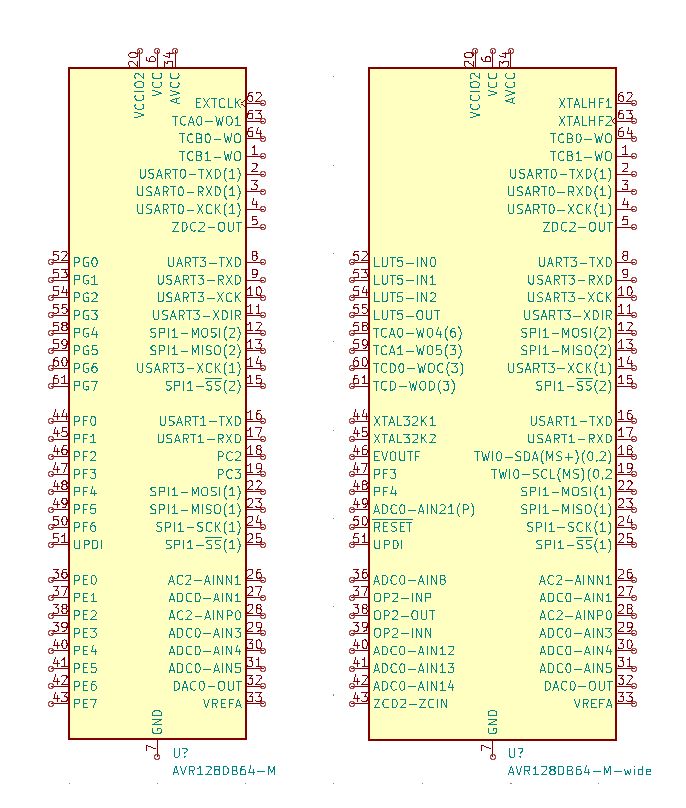 20 6 34
VCCIO2 VCC AVCC
EXTCLK 62
TCA0-WO1 63
TCB0-WO 64
TCB1-WO 1
USART0-TXD(1) 2
USART0-RXD(1) 3
USART0-XCK(1) 4
ZDC2-OUT 5
52 PG0 UART3-TXD 8
53 PG1 USART3-RXD 9
54 PG2 USART3-XCK 10
55 PG3 USART3-XDIR 11
58 PG4 SPI1-MOSI(2) 12
59 PG5 SPI1-MISO(2) 13
60 PG6 USART3-XCK(1) 14
61 PG7 SPI1-SS(2) 15
44 PF0 USART1-TXD 16
45 PF1 USART1-RXD 17
46 PF2 PC2 18
47 PF3 PC3 19
48 PF4 SPI1-MOSI(1) 22
49 PF5 SPI1-MISO(1) 23
50 PF6 SPI1-SCK(1) 24
51 UPDI SPI1-SS(1) 25
36 PE0 AC2-AINN1 26
37 PE1 ADC0-AIN1 27
38 PE2 AC2-AINP0 28
39 PE3 ADC0-AIN3 29
40 PE4 ADC0-AIN4 30
41 PE5 ADC0-AIN5 31
42 PE6 DAC0-OUT 32
43 PE7 VREFA 33
GND
7
U?
AVR128DB64-M
20 6 34
VCCIO2 VCC AVCC
XTALHF1 62
XTALHF2 63
TCB0-WO 64
TCB1-WO 1
USART0-TXD(1) 2
USART0-RXD(1) 3
USART0-XCK(1) 4
ZDC2-OUT 5
52 LUT5-IN0 UART3-TXD 8
53 LUT5-IN1 USART3-RXD 9
54 LUT5-IN2 USART3-XCK 10
55 LUT5-OUT USART3-XDIR 11
58 TCA0-WO4(6) SPI1-MOSI(2) 12
59 TCA1-WO5(3) SPI1-MISO(2) 13
60 TCD0-WOC(3) USART3-XCK(1) 14
61 TCD-WOD(3) SPI1-SS(2) 15
44 XTAL32K1 USART1-TXD 16
45 XTAL32K2 USART1-RXD 17
46 EVOUTF TWI0-SDA(MS+)(0,2) 18
47 PF3 TWI0-SCL(MS)(0,2 19
48 PF4 SPI1-MOSI(1) 22
49 ADC0-AIN21(P) SPI1-MISO(1) 23
50 RESET SPI1-SCK(1) 24
51 UPDI SPI1-SS(1) 25
36 ADC0-AIN8 AC2-AINN1 26
37 OP2-INP ADC0-AIN1 27
38 OP2-OUT AC2-AINP0 28
39 OP2-INN ADC0-AIN3 29
40 ADC0-AIN12 ADC0-AIN4 30
41 ADC0-AIN13 ADC0-AIN5 31
42 ADC0-AIN14 DAC0-OUT 32
43 ZCD2-ZCIN VREFA 33
GND
7
U?
AVR128DB64-M-wide